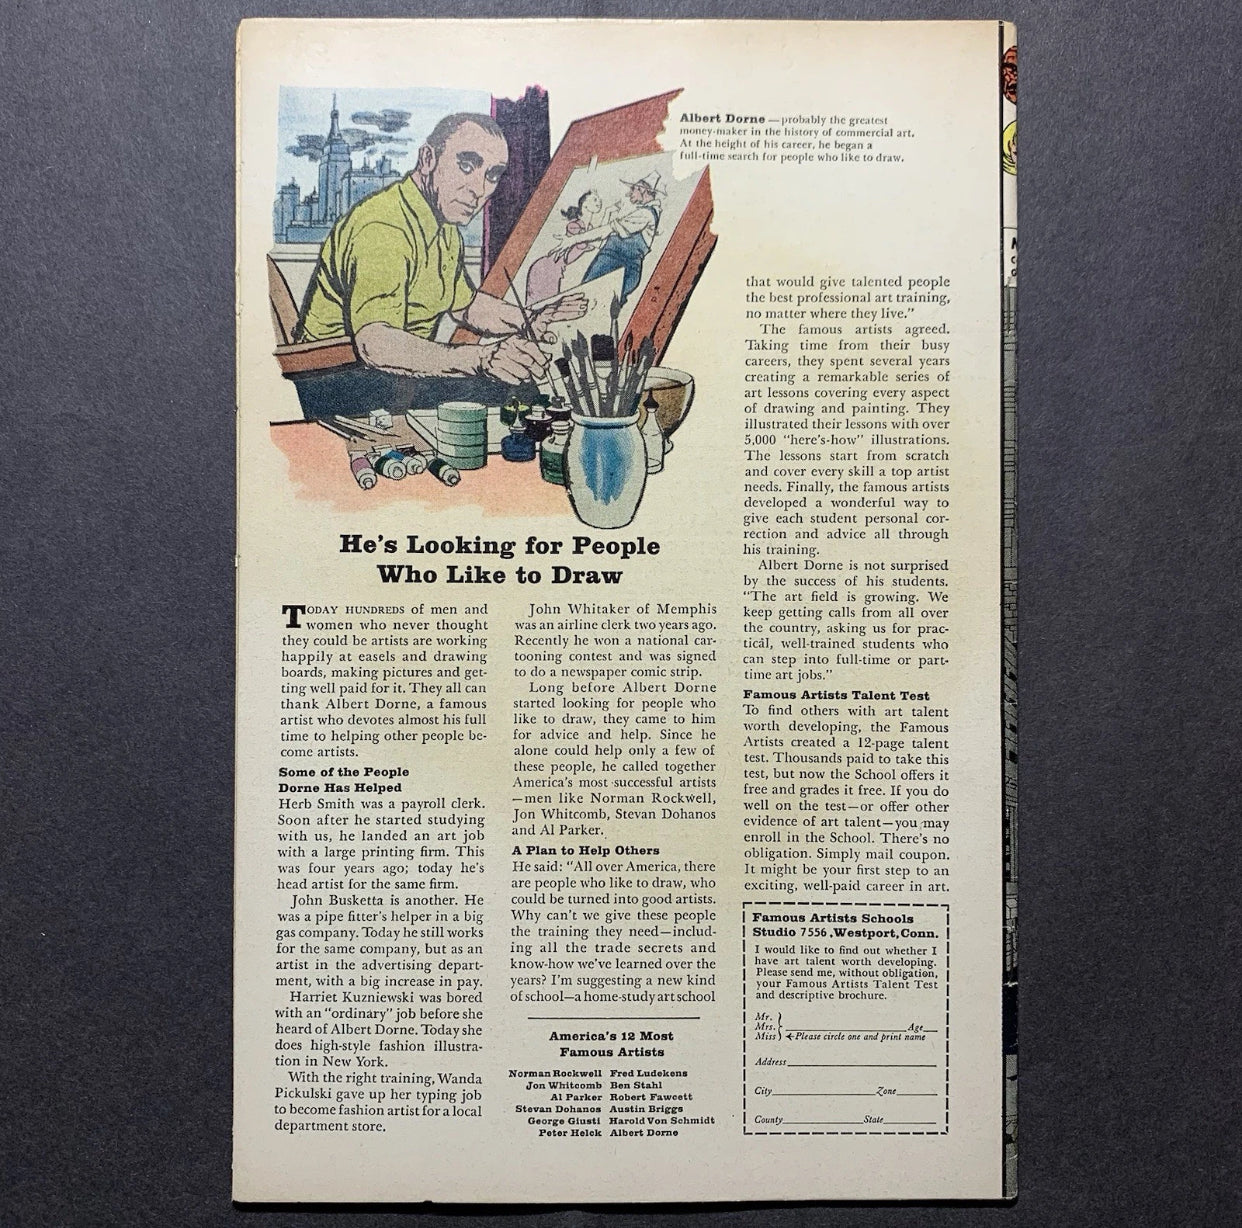 Albert Dorne — probably the greatest
money-maker in the history of commercial art.
At the height of his career, he began a
full-time search for people who like to draw.
He's Looking for People
Who Like to Draw
TODAY HUNDREDS of men and
women who never thought
they could be artists are working
happily at easels and drawing
boards, making pictures and get-
ting well paid for it. They all can
thank Albert Dorne, a famous
artist who devotes almost his full
time to helping other people be-
come artists.
Some of the People
Dorne Has Helped
Herb Smith was a payroll clerk.
Soon after he started studying
with us, he landed an art job
with a large printing firm. This
was four years ago; today he's
head artist for the same firm.
John Busketta is another. He
was a pipe fitter's helper in a big
gas company. Today he still works
for the same company, but as an
artist in the advertising depart-
ment, with a big increase in pay.
Harriet Kuzniewski was bored
with an "ordinary" job before she
heard of Albert Dorne. Today she
does high-style fashion illustra-
tion in New York.
With the right training, Wanda
Pickulski gave up her typing job
to become fashion artist for a local
department store.
John Whitaker of Memphis
was an airline clerk two years ago.
Recently he won a national car-
tooning contest and was signed
to do a newspaper comic strip.
Long before Albert Dorne
started looking for people who
like to draw, they came to him
for advice and help. Since he
alone could help only a few of
these people, he called together
America's most successful artists
—men like Norman Rockwell,
Jon Whitcomb, Stevan Dohanos
and Al Parker.
A Plan to Help Others
He said: "All over America, there
are people who like to draw, who
could be turned into good artists.
Why can't we give these people
the training they need—includ-
ing all the trade secrets and
know-how we've learned over the
years? I'm suggesting a new kind
of school—a home-study art school
America's 12 Most
Famous Artists
Norman Rockwell Fred Ludekens
Jon Whitcomb Ben Stahl
Al Parker Robert Fawcett
Stevan Dohanos Austin Briggs
George Giusti Harold Von Schmidt
Peter Helck Albert Dorne
that would give talented people
the best professional art training,
no matter where they live."
The famous artists agreed.
Taking time from their busy
careers, they spent several years
creating a remarkable series of
art lessons covering every aspect
of drawing and painting. They
illustrated their lessons with over
5,000 "here's-how" illustrations.
The lessons start from scratch
and cover every skill a top artist
needs. Finally, the famous artists
developed a wonderful way to
give each student personal cor-
rection and advice all through
his training.
Albert Dorne is not surprised
by the success of his students.
"The art field is growing. We
keep getting calls from all over
the country, asking us for prac-
tical, well-trained students who
can step into full-time or part-
time art jobs."
Famous Artists Talent Test
To find others with art talent
worth developing, the Famous
Artists created a 12-page talent
test. Thousands paid to take this
test, but now the School offers it
free and grades it free. If you do
well on the test—or offer other
evidence of art talent—you may
enroll in the School. There's no
obligation. Simply mail coupon.
It might be your first step to an
exciting, well-paid career in art.
Famous Artists Schools
Studio 7556, Westport, Conn.
I would like to find out whether I
have art talent worth developing.
Please send me, without obligation,
your Famous Artists Talent Test
and descriptive brochure.
Mr.
Mrs. Age
Miss Please circle one and print name
Address
City Zone
County State